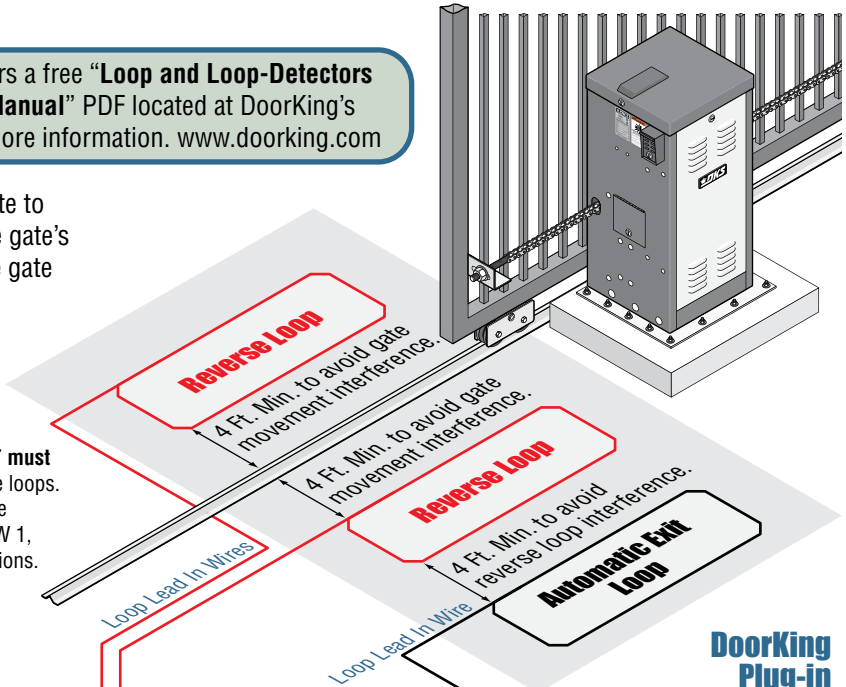 rs a free “Loop and Loop-Detectors
Manual” PDF located at DoorKing’s
ore information. www.doorking.com
te to
e gate’s
e gate
DKS
Reverse Loop
4 Ft. Min. to avoid gate
movement interference.
4 Ft. Min. to avoid gate
movement interference.
must
e loops.
e
W 1,
ions.
Reverse Loop
4 Ft. Min. to avoid
reverse loop interference.
Automatic Exit
Loop
Loop Lead In Wires
Loop Lead In Wire
DoorKing
Plug-in